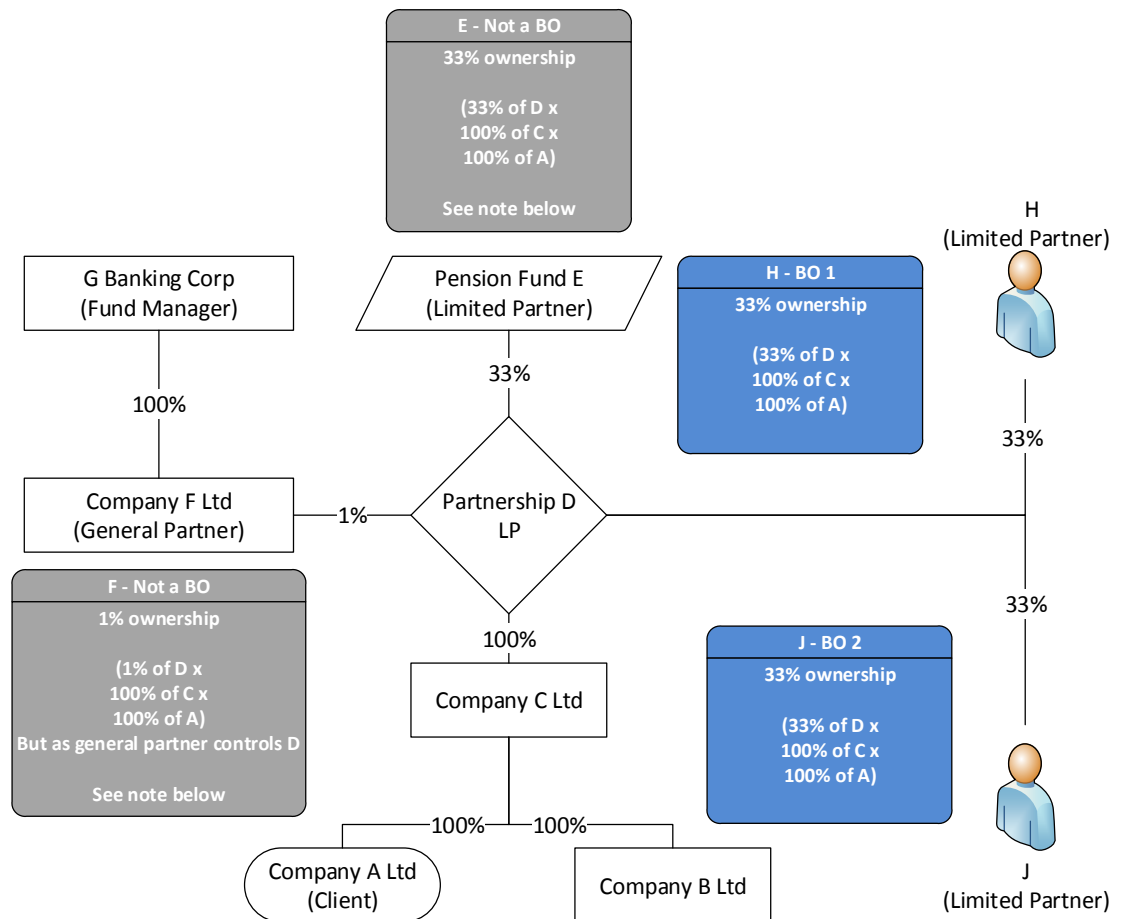 E - Not a BO
33% ownership
(33% of D x
100% of C x
100% of A)
See note below
H
(Limited Partner)
G Banking Corp
(Fund Manager)
Pension Fund E
(Limited Partner)
H - BO 1
33% ownership
(33% of D x
100% of C x
100% of A)
33%
100%
33%
Company F Ltd
(General Partner)
1%
Partnership D
LP
F - Not a BO
1% ownership
(1% of D x
100% of C x
100% of A)
But as general partner controls D
See note below
33%
100%
J - BO 2
33% ownership
(33% of D x
100% of C x
100% of A)
Company C Ltd
100%
100%
Company A Ltd
(Client)
Company B Ltd
J
(Limited Partner)